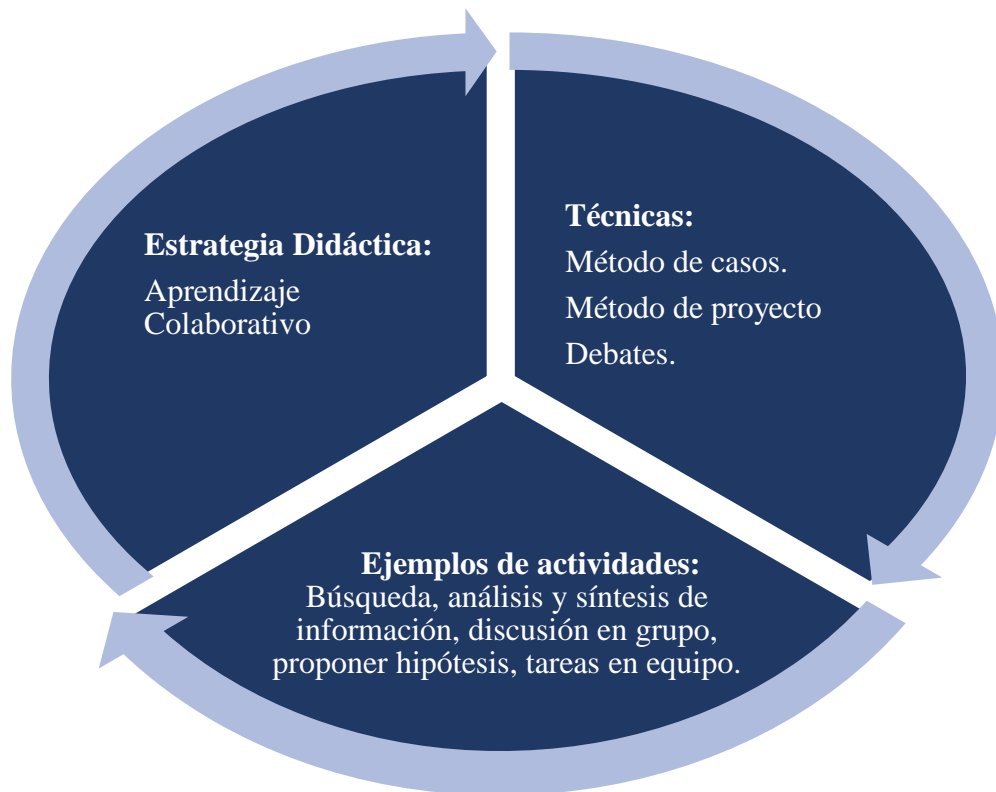 Estrategia Didáctica:
Aprendizaje
Colaborativo
Técnicas:
Método de casos.
Método de proyecto
Debates.
Ejemplos de actividades:
Búsqueda, análisis y síntesis de
información, discusión en grupo,
proponer hipótesis, tareas en equipo.